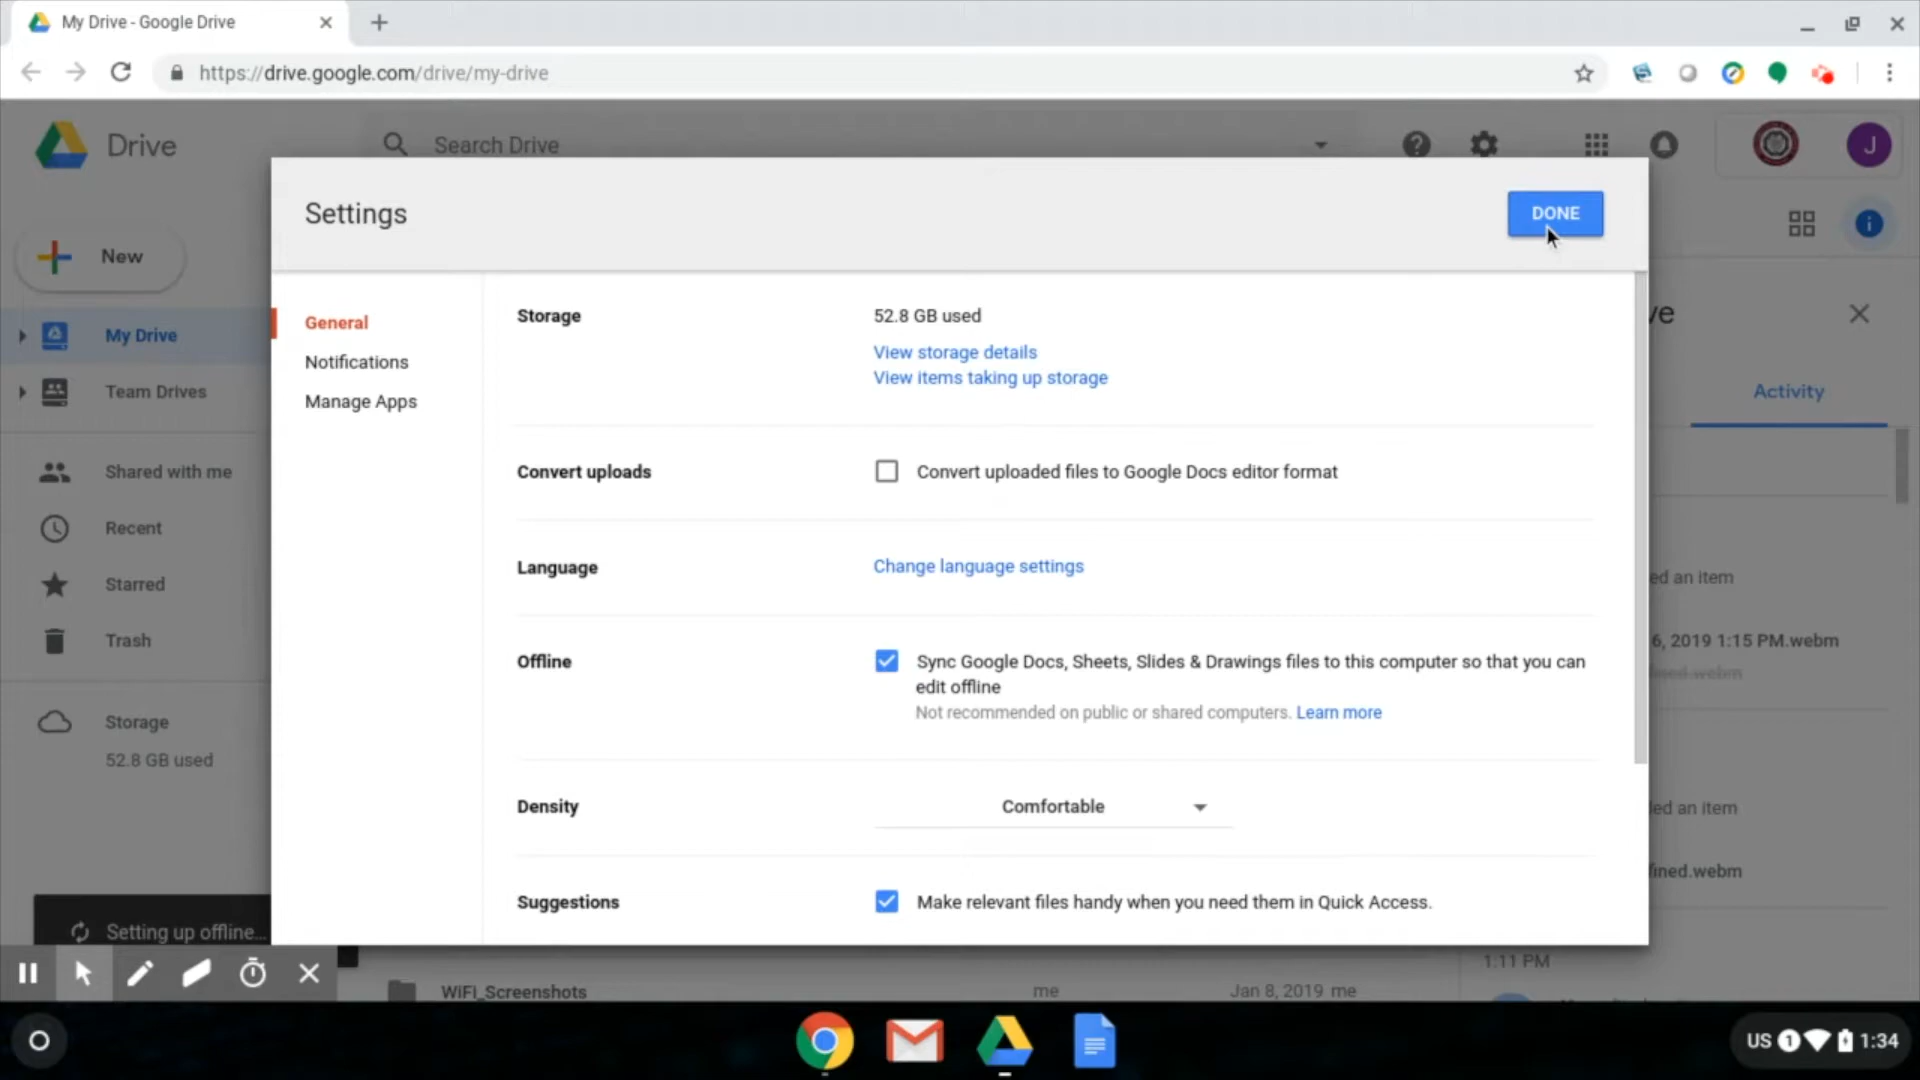 My Drive - Google Drive
https://drive.google.com/drive/my-drive
Drive
Search Drive
J
Settings
DONE
New
My Drive
Team Drives
Shared with me
Recent
Starred
Trash
Storage
52.8 GB used
Setting up offline...
General
Notifications
Manage Apps
Storage
52.8 GB used
View storage details
View items taking up storage
Convert uploads
Convert uploaded files to Google Docs editor format
Language
Change language settings
Offline
Sync Google Docs, Sheets, Slides & Drawings files to this computer so that you can
edit offline
Not recommended on public or shared computers. Learn more
Density
Comfortable
Suggestions
Make relevant files handy when you need them in Quick Access.
ve
Activity
ed an item
6, 2019 1:15 PM.webm
fined.webm
ded an item
fined.webm
1:11 PM
WiFi_Screenshots
me
Jan 8, 2019 me
US 1 1:34